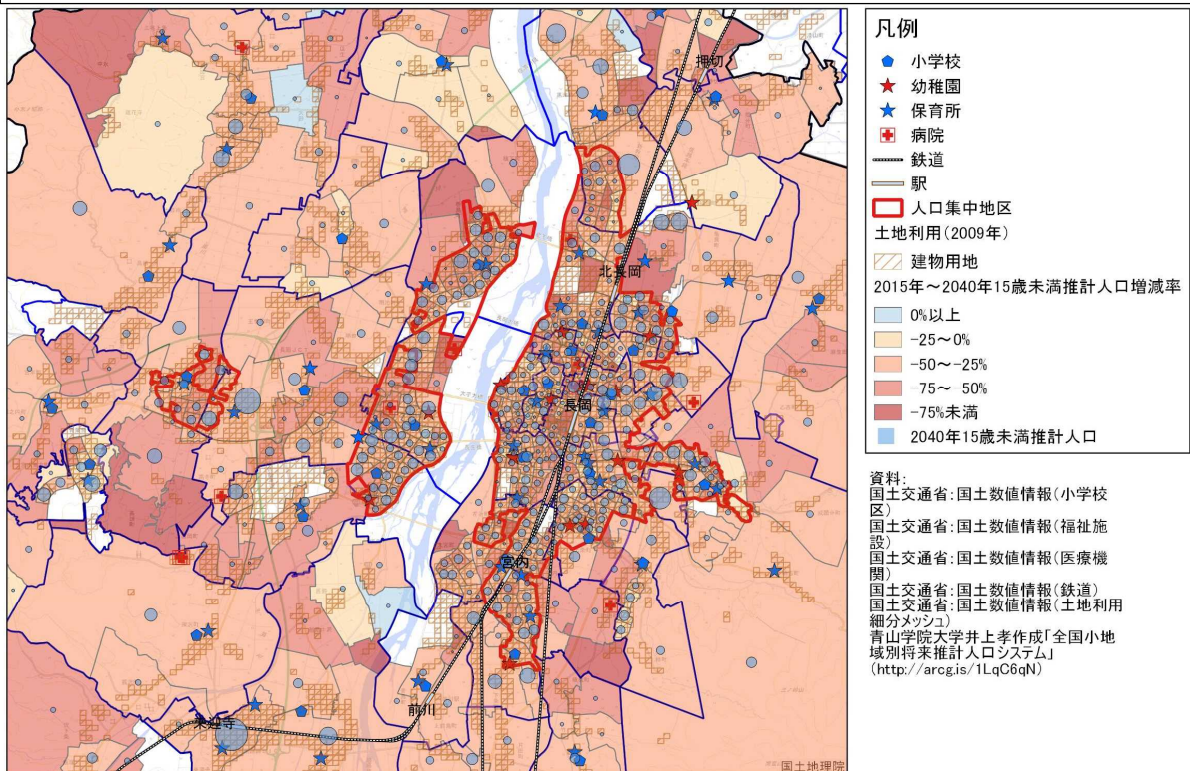 押切
北長岡
長岡
宮内
前川
来迎寺
国土地理院
凡例
小学校
幼稚園
保育所
病院
鉄道
駅
人口集中地区
土地利用(2009年)
建物用地
2015年～2040年15歳未満推計人口増減率
0%以上
-25～0%
-50～-25%
-75～-50%
-75%未満
2040年15歳未満推計人口
資料:
国土交通省:国土数値情報(小学校
区)
国土交通省:国土数値情報(福祉施
設)
国土交通省:国土数値情報(医療機
関)
国土交通省:国土数値情報(鉄道)
国土交通省:国土数値情報(土地利用
細分メッシュ)
青山学院大学井上孝作成「全国小地
域別将来推計人口システム」
(http://arcg.is/1LqC6qN)